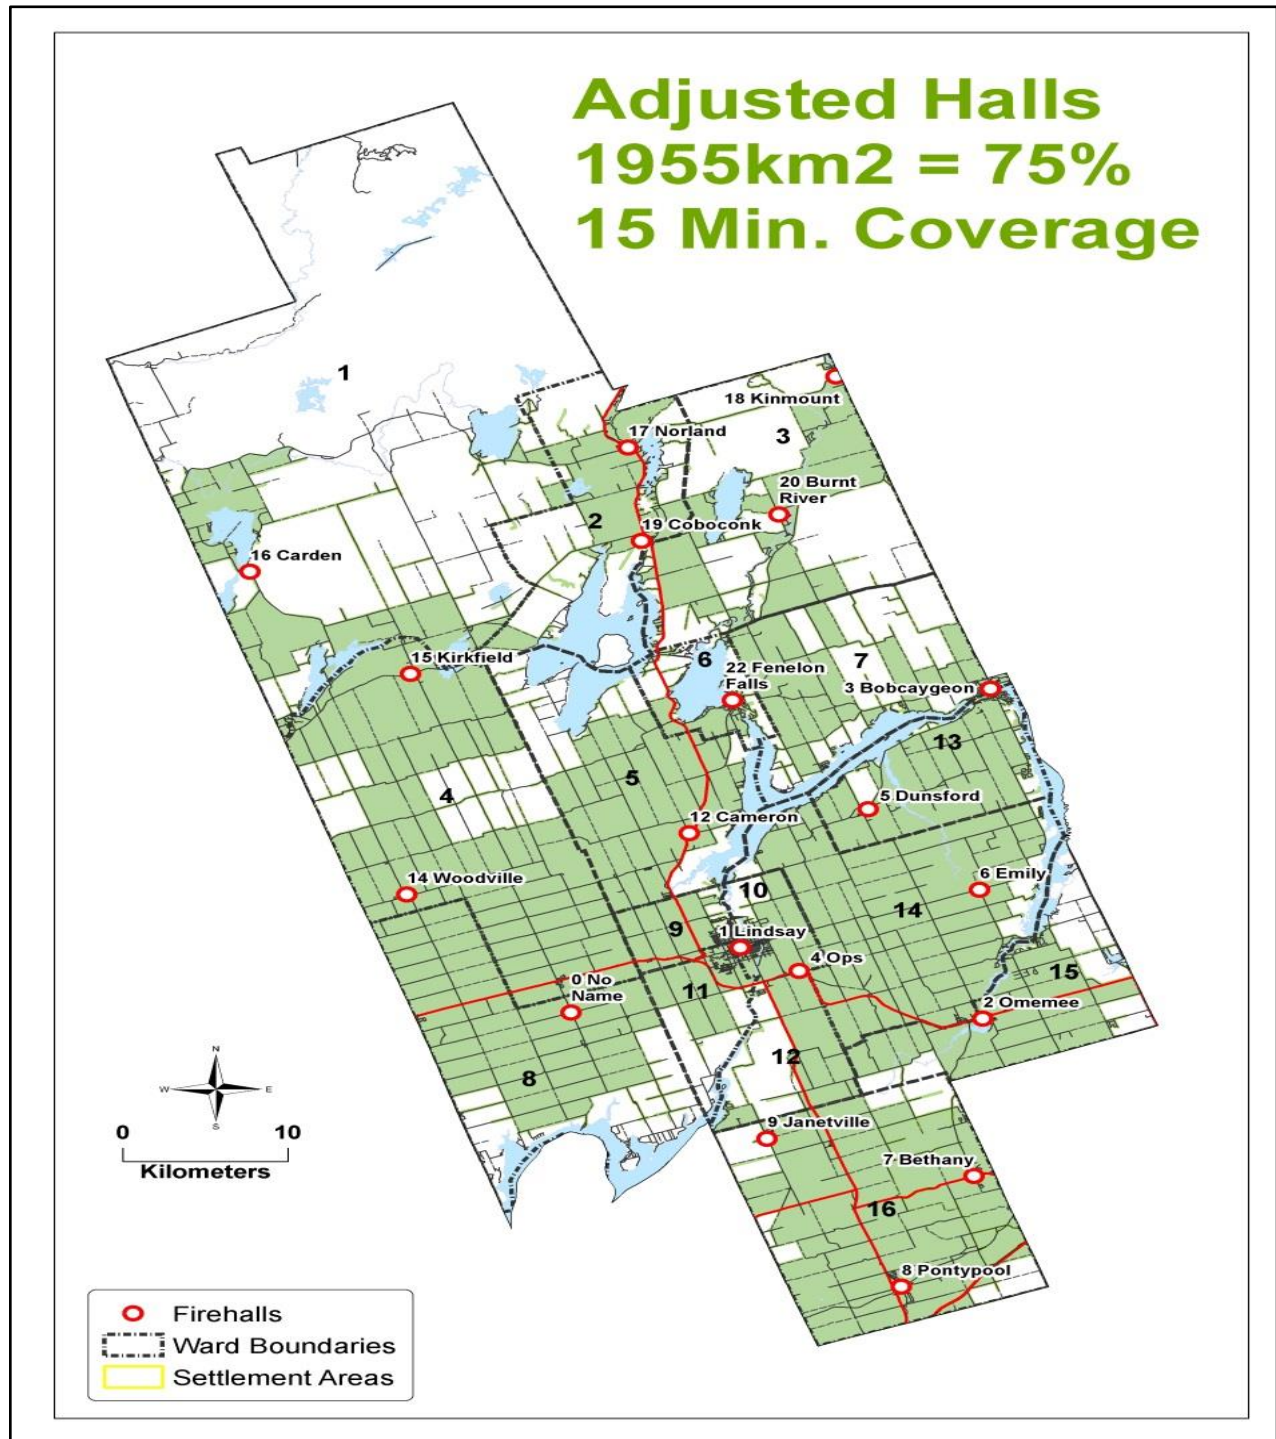 Adjusted Halls
1955km2 = 75%
15 Min. Coverage
1
18 Kinmount
3
17 Norland
20 Burnt
River
2
19 Coboconk
16 Carden
15 Kirkfield
6
7
22 Fenelon
Falls
3 Bobcaygeon
13
5
4
5 Dunsford
12 Cameron
14 Woodville
6 Emily
10
14
9
1 Lindsay
4 Ops
15
0 No
Name
11
2 Omemee
12
8
9 Janetville
7 Bethany
16
8 Pontypool
N
W
E
S
0
10
Kilometers
Firehalls
Ward Boundaries
Settlement Areas